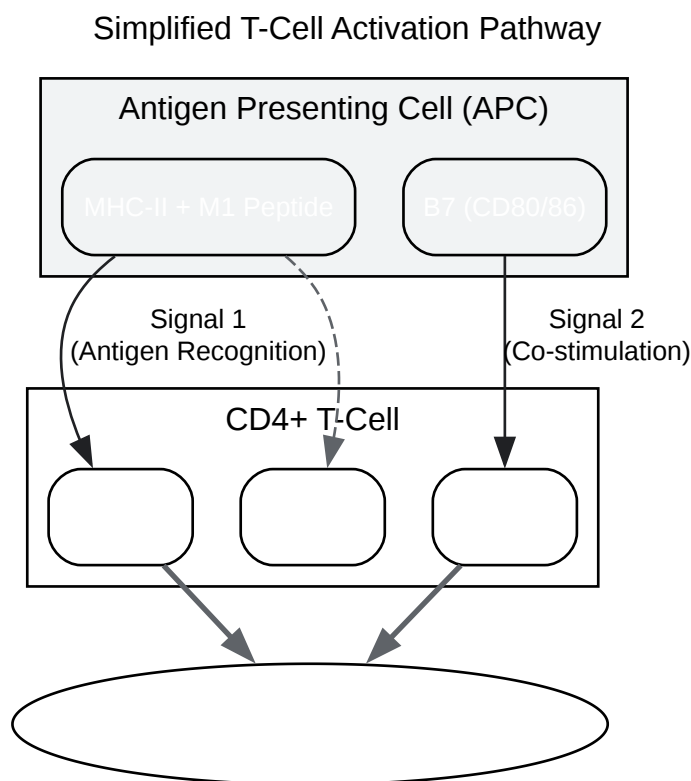 Simplified T-Cell Activation Pathway
Antigen Presenting Cell (APC)
MHC-II + M1 Peptide
B7 (CD80/86)
Signal 1
(Antigen Recognition)
Signal 2
(Co-stimulation)
CD4+ T-Cell